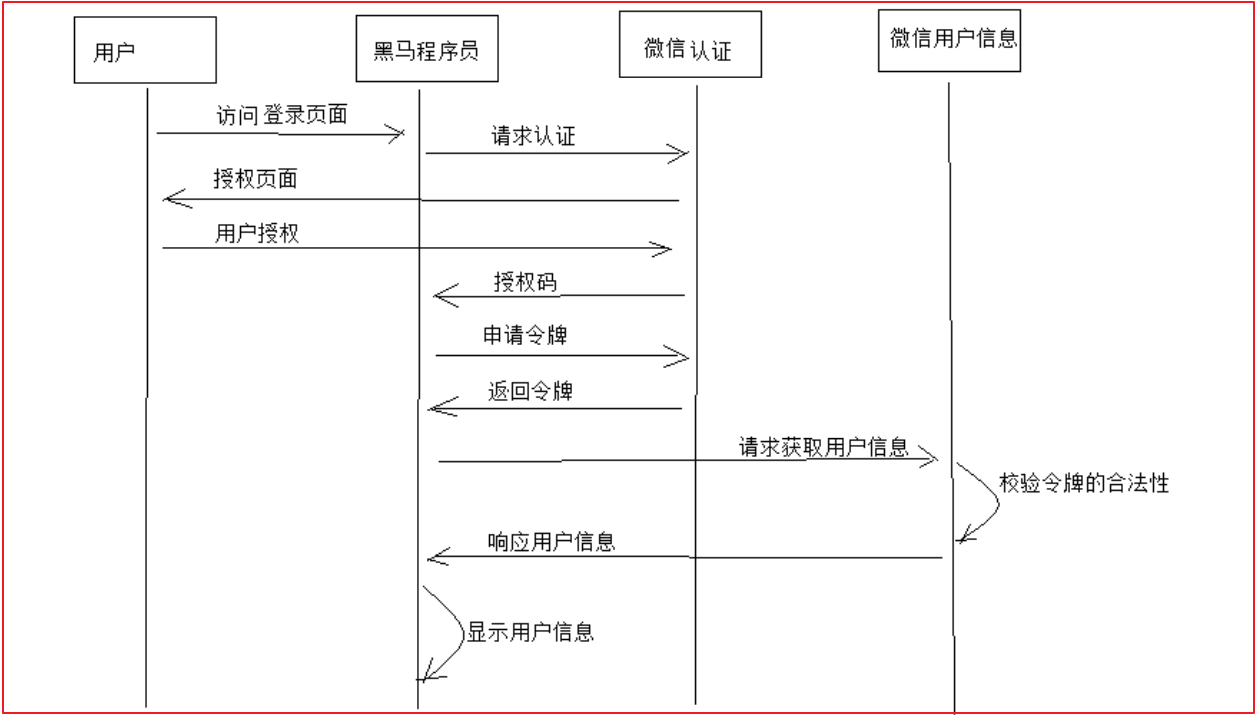 用户
黑马程序员
微信认证
微信用户信息
访问登录页面
请求认证
授权页面
用户授权
授权码
申请令牌
返回令牌
请求获取用户信息
校验令牌的合法性
响应用户信息
显示用户信息